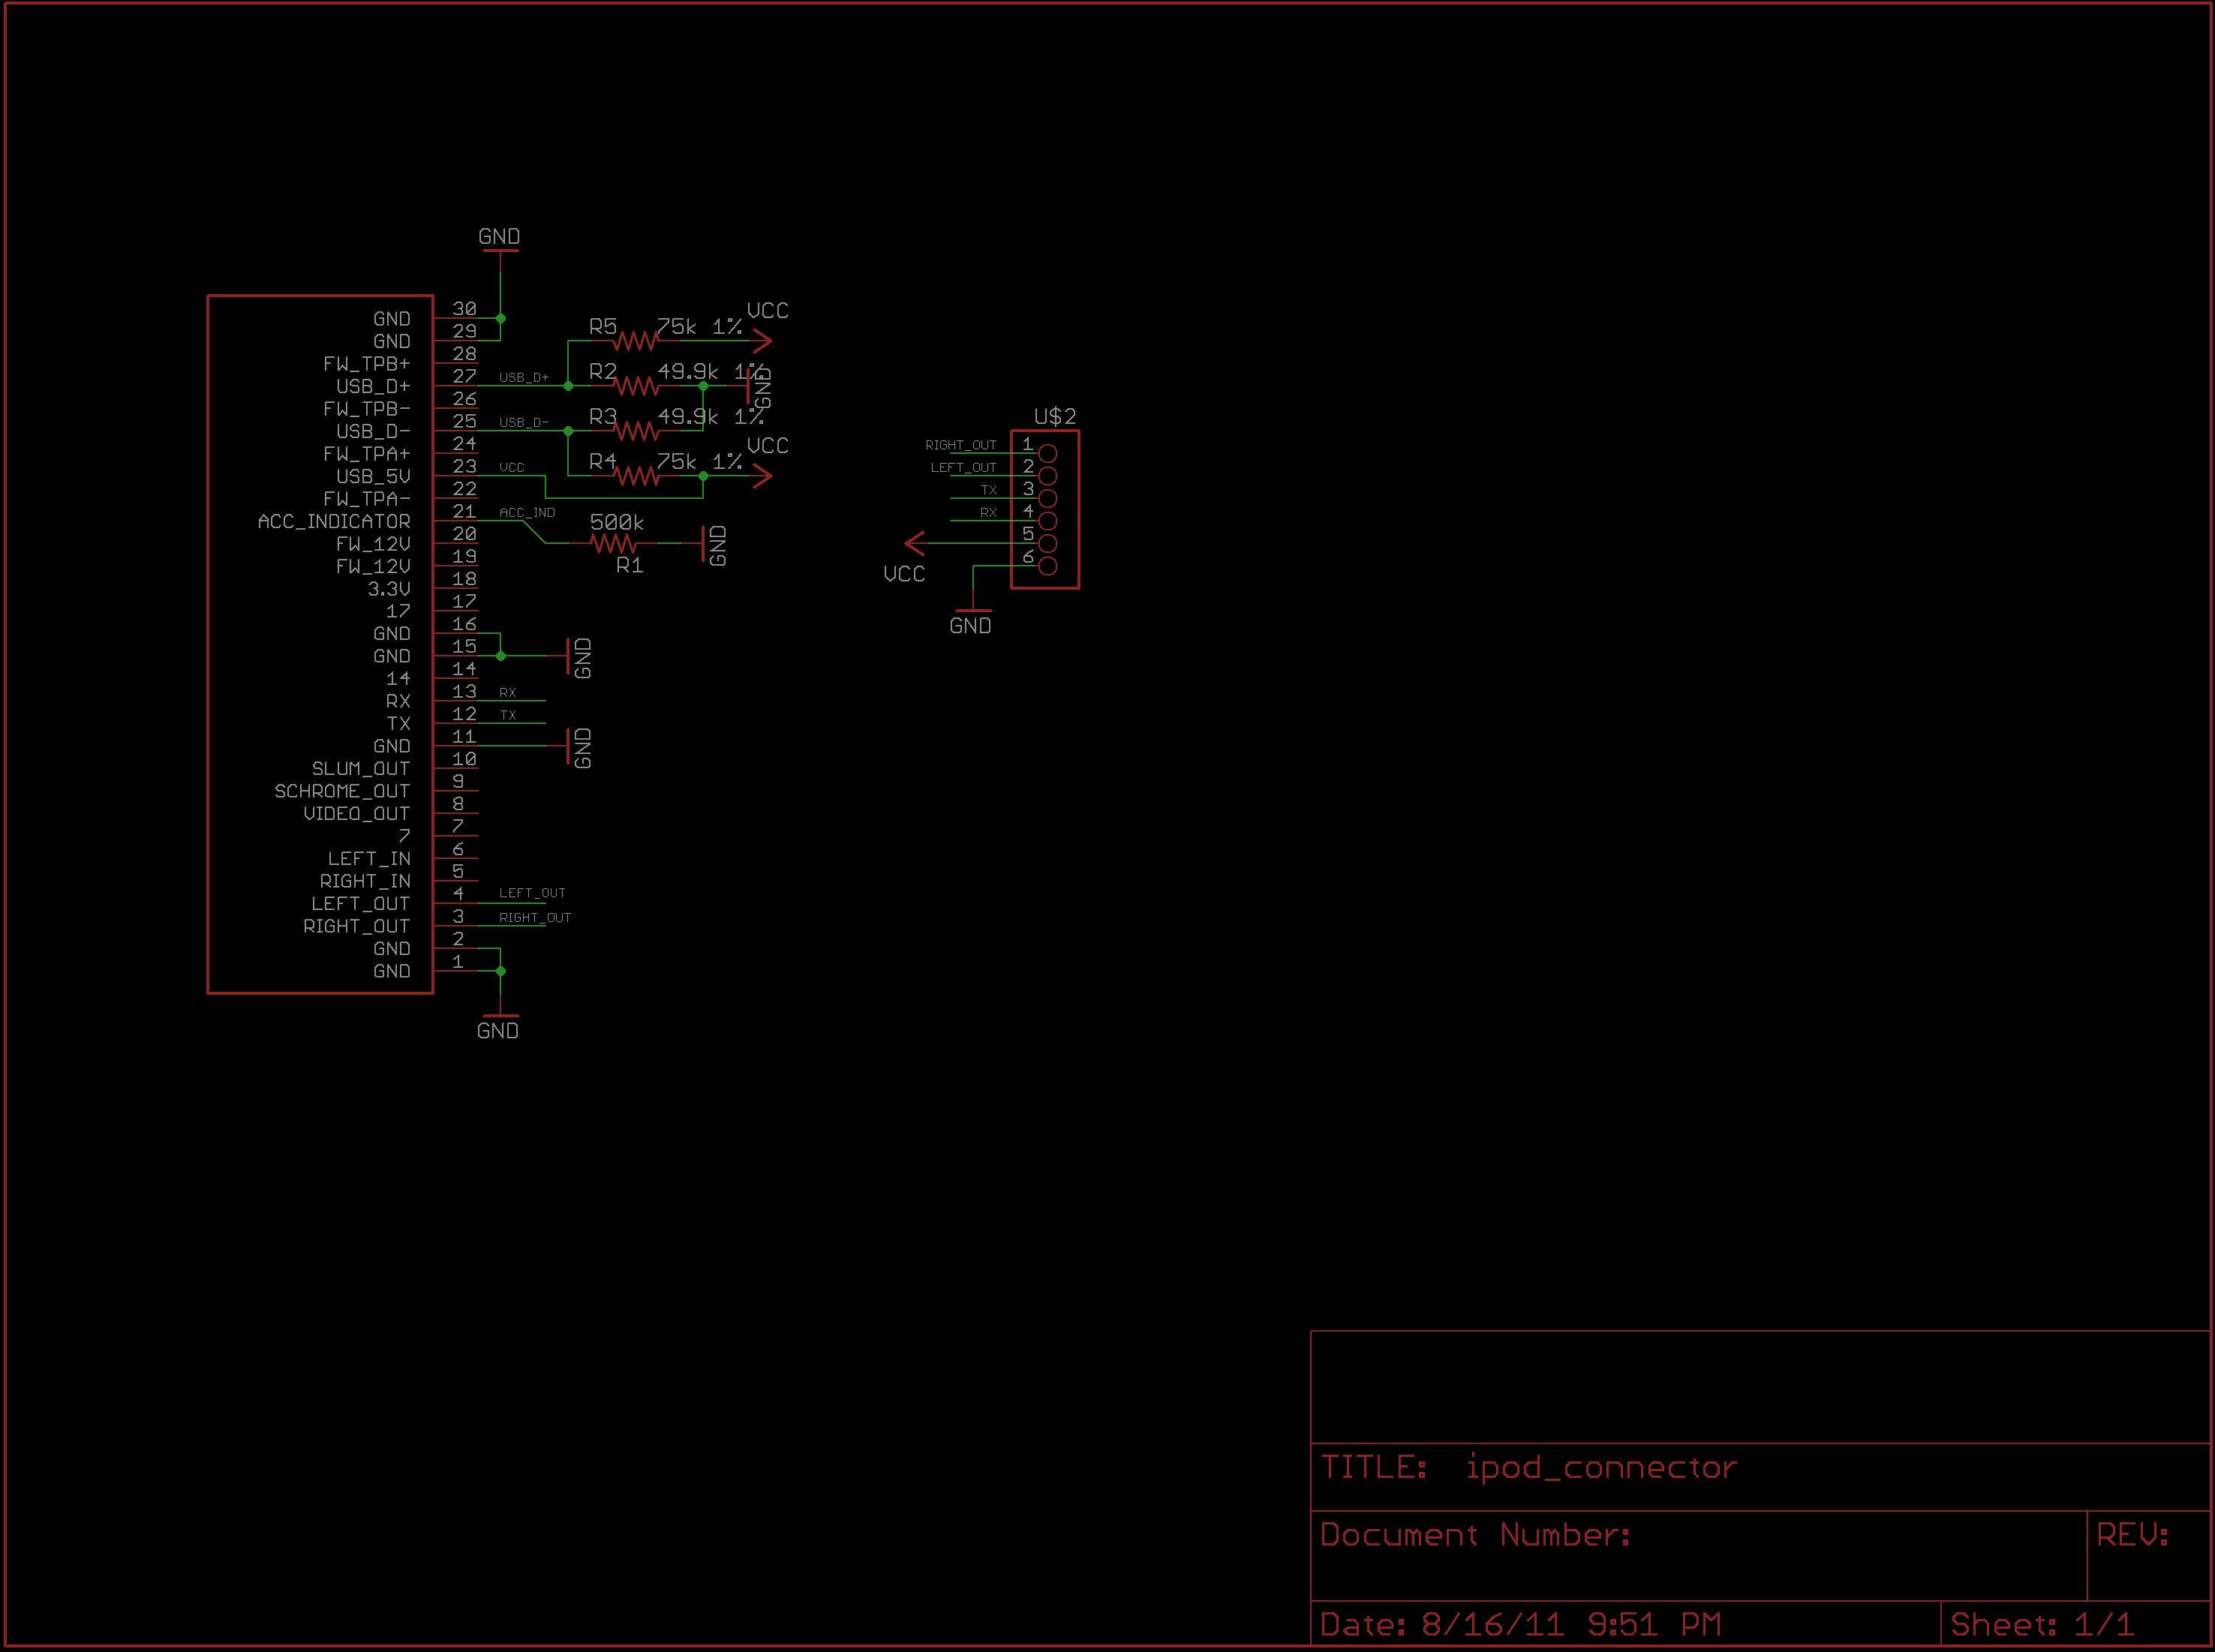 GND
30
GND
29
GND
28
FW_TPB+
27
USB_D+
USB_D+
26
FW_TPB-
25
USB_D-
USB_D-
24
FW_TPA+
23
USB_5V
VCC
22
FW_TPA-
21
ACC_INDICATOR
ACC_IND
20
FW_12V
19
FW_12V
18
3.3V
17
17
16
GND
15
GND
GND
14
14
13
RX
RX
12
TX
TX
11
GND
GND
10
SLUM_OUT
9
SCHROME_OUT
8
VIDEO_OUT
7
7
6
LEFT_IN
5
RIGHT_IN
4
LEFT_OUT
LEFT_OUT
3
RIGHT_OUT
RIGHT_OUT
2
GND
1
GND
GND
VCC
R5 75k 1%
R2 49.9k 1%
GND
R3 49.9k 1%
VCC
R4 75k 1%
500k
GND
R1
U$2
RIGHT_OUT 1
LEFT_OUT 2
TX 3
RX 4
5
VCC
6
GND
TITLE: ipod_connector
Document Number:
REV:
Date: 8/16/11 9:51 PM
Sheet: 1/1